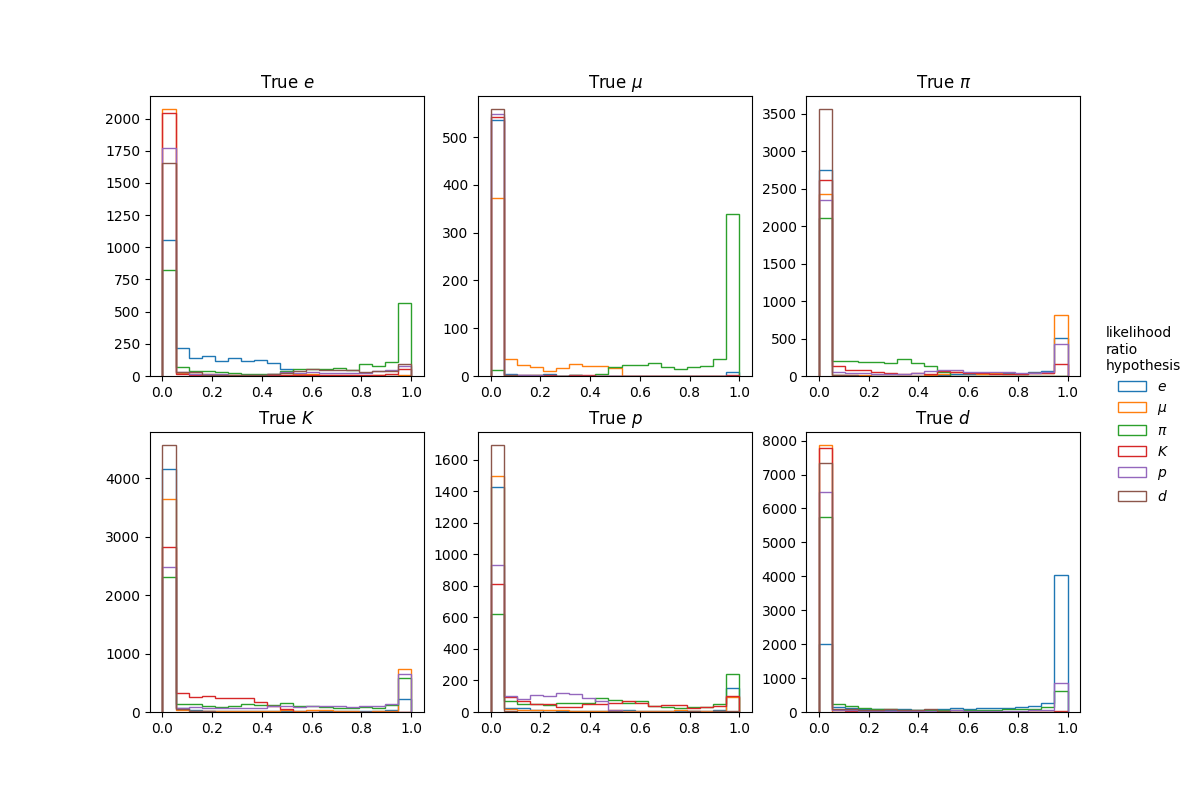 True e
True μ
True π
2000
1750
1500
1250
1000
750
500
250
0
0.0 0.2 0.4 0.6 0.8 1.0
500
400
300
200
100
0
0.0 0.2 0.4 0.6 0.8 1.0
3500
3000
2500
2000
1500
1000
500
0
0.0 0.2 0.4 0.6 0.8 1.0
True K
True p
True d
4000
3000
2000
1000
0
0.0 0.2 0.4 0.6 0.8 1.0
1600
1400
1200
1000
800
600
400
200
0
0.0 0.2 0.4 0.6 0.8 1.0
8000
7000
6000
5000
4000
3000
2000
1000
0
0.0 0.2 0.4 0.6 0.8 1.0
likelihood
ratio
hypothesis
e
μ
π
K
p
d